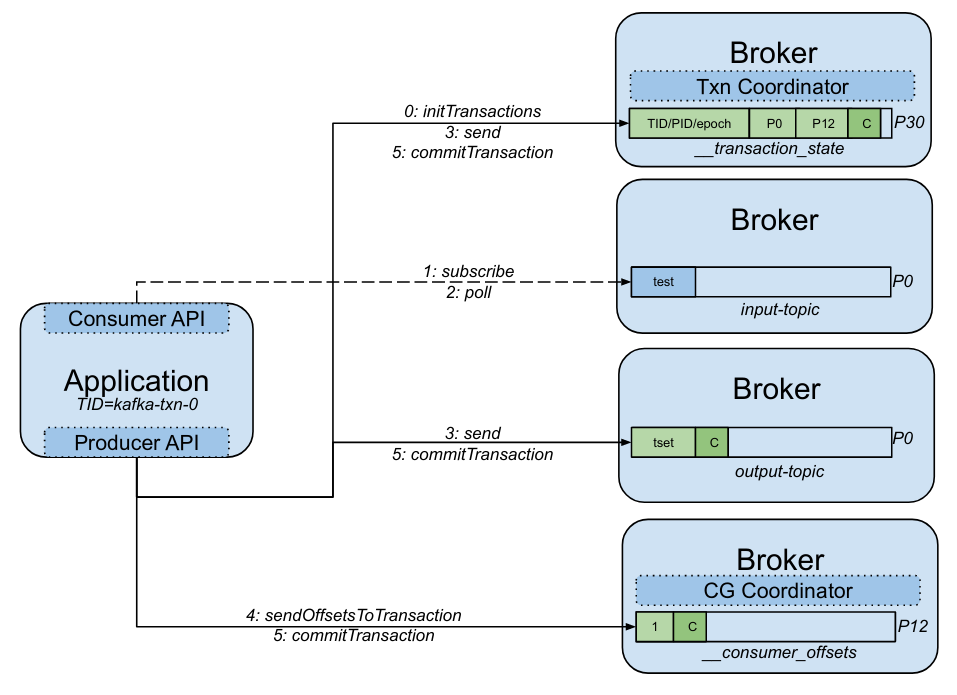 Broker
Txn Coordinator
TID/PID/epoch P0 P12 C P30
__transaction_state
0: initTransactions
3: send
5: commitTransaction
Broker
test P0
input-topic
1: subscribe
2: poll
Consumer API
Application
TID=kafka-txn-0
Producer API
Broker
tset C P0
output-topic
3: send
5: commitTransaction
Broker
CG Coordinator
1 C P12
__consumer_offsets
4: sendOffsetsToTransaction
5: commitTransaction